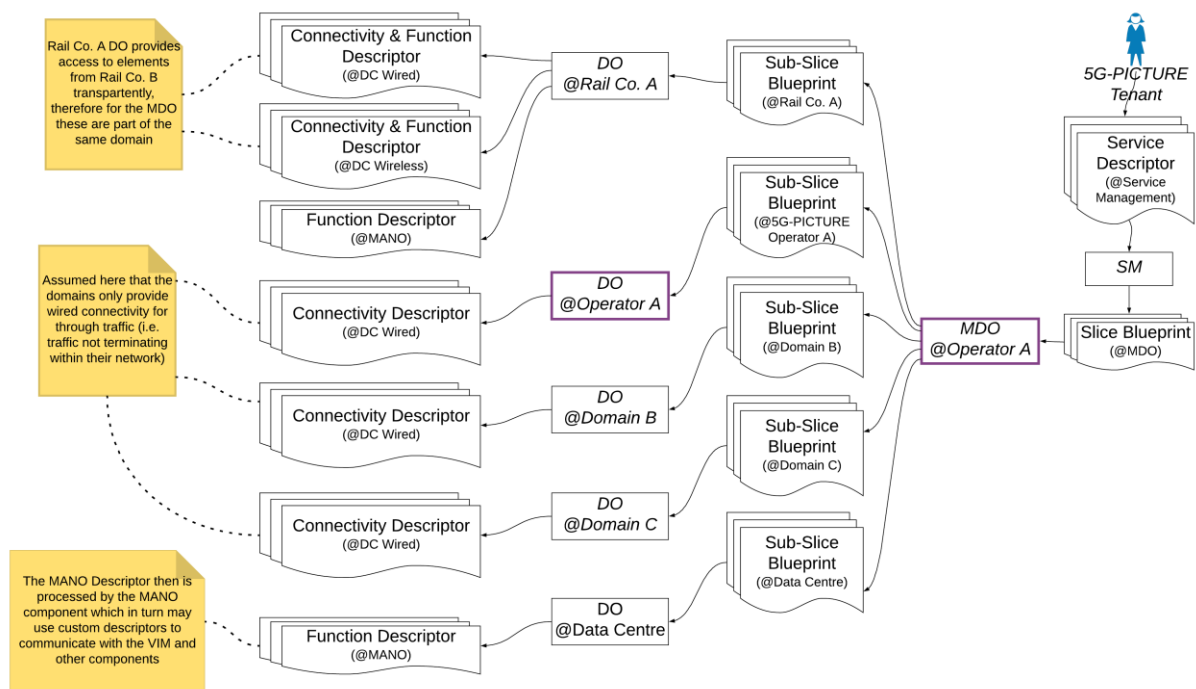 Rail Co. A DO provides
access to elements
from Rail Co. B
transpartently,
therefore for the MDO
these are part of the
same domain
Connectivity & Function
Descriptor
(@DC Wired)
Connectivity & Function
Descriptor
(@DC Wireless)
Function Descriptor
(@MANO)
DO
@Rail Co. A
Sub-Slice
Blueprint
(@Rail Co. A)
5G-PICTURE
Tenant
Service
Descriptor
(@Service
Management)
SM
Slice Blueprint
(@MDO)
MDO
@Operator A
Sub-Slice
Blueprint
(@5G-PICTURE
Operator A)
DO
@Operator A
Connectivity Descriptor
(@DC Wired)
Assumed here that the
domains only provide
wired connectivity for
through traffic (i.e.
traffic not terminating
within their network)
Sub-Slice
Blueprint
(@Domain B)
DO
@Domain B
Connectivity Descriptor
(@DC Wired)
Sub-Slice
Blueprint
(@Domain C)
DO
@Domain C
Connectivity Descriptor
(@DC Wired)
Sub-Slice
Blueprint
(@Data Centre)
DO
@Data Centre
Function Descriptor
(@MANO)
The MANO Descriptor then is
processed by the MANO
component which in turn may
use custom descriptors to
communicate with the VIM and
other components